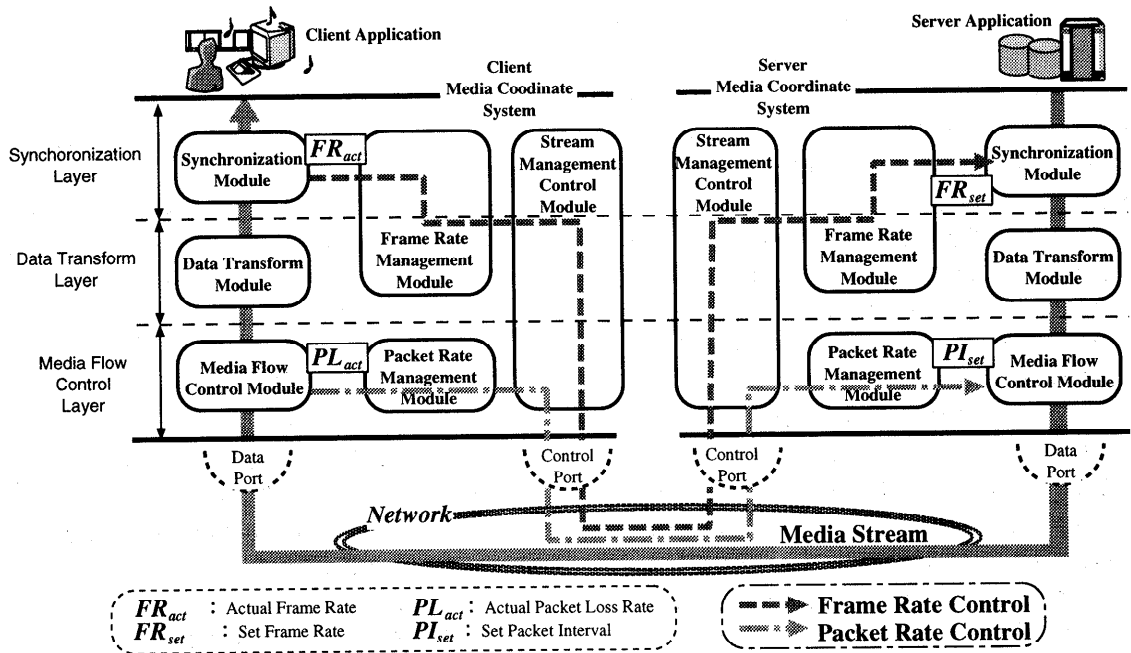 Client Application
Server Application
Client
Media Coodinate
System
Server
Media Coordinate
System
Synchoronization
Layer
Synchronization
Module
FRact
Stream
Management
Control
Module
Stream
Management
Control
Module
FRset
Synchronization
Module
Data Transform
Layer
Data Transform
Module
Frame Rate
Management
Module
Frame Rate
Management
Module
Data Transform
Module
Media Flow
Control
Layer
Media Flow
Control Module
PLact
Packet Rate
Management
Module
Packet Rate
Management
Module
PIset
Media Flow
Control Module
Data
Port
Control
Port
Control
Port
Data
Port
Network
Media Stream
FRact : Actual Frame Rate
PLact : Actual Packet Loss Rate
FRset : Set Frame Rate
PIset : Set Packet Interval
Frame Rate Control
Packet Rate Control